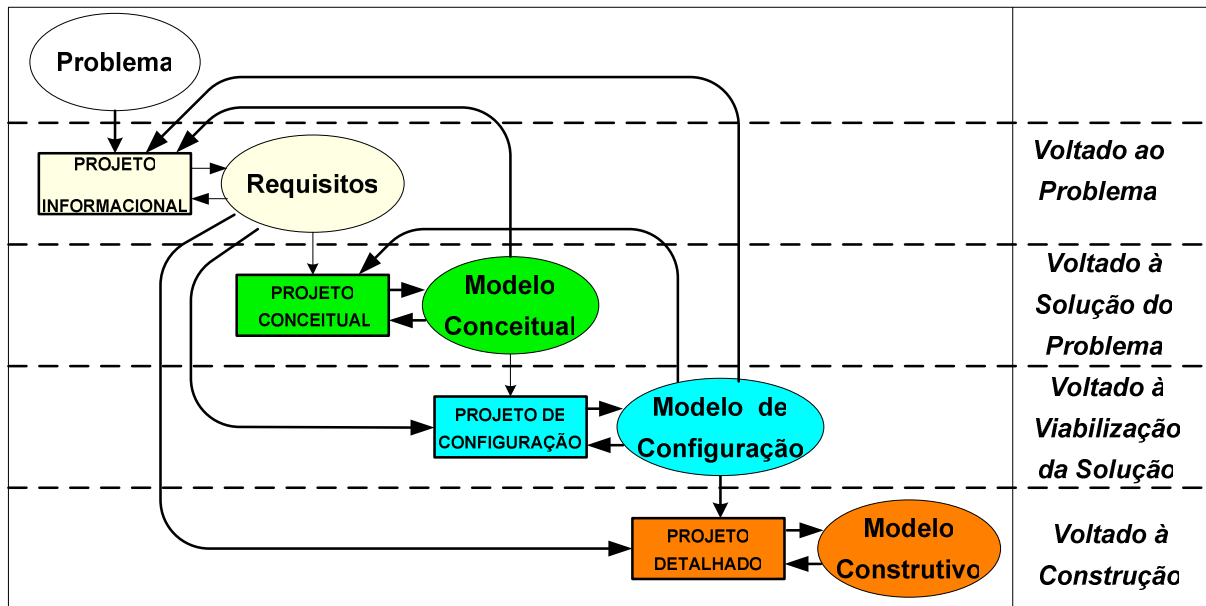 Problema
PROJETO
INFORMACIONAL
Requisitos
Voltado ao
Problema
PROJETO
CONCEITUAL
Modelo
Conceitual
Voltado à
Solução do
Problema
PROJETO DE
CONFIGURAÇÃO
Modelo de
Configuração
Voltado à
Viabilização
da Solução
PROJETO
DETALHADO
Modelo
Construtivo
Voltado à
Construção